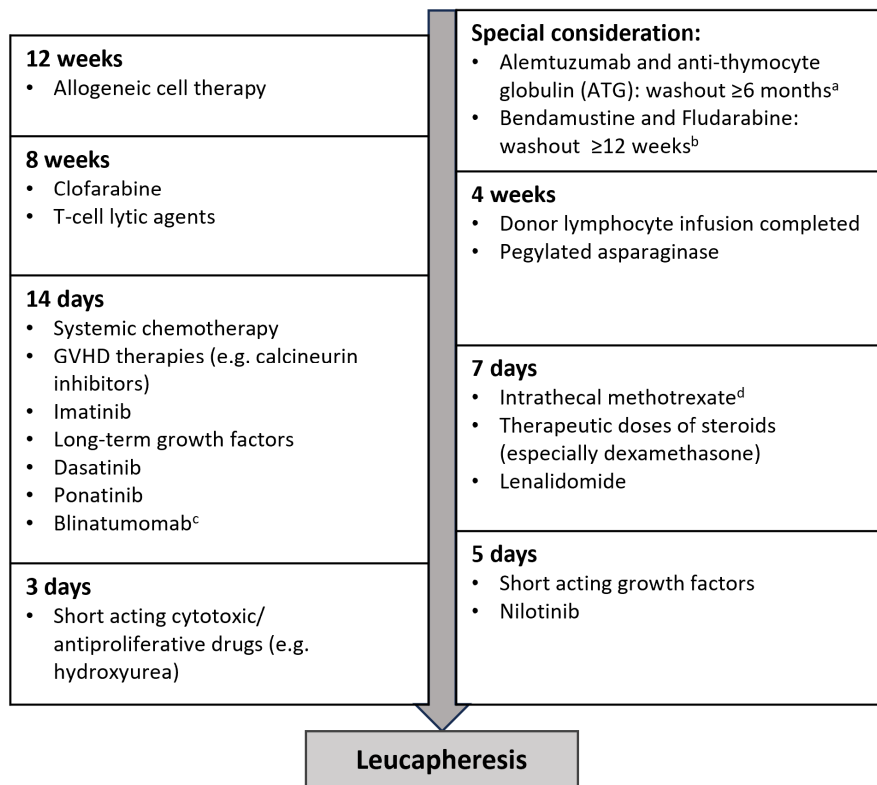 12 weeks
• Allogeneic cell therapy
8 weeks
• Clofarabine
• T-cell lytic agents
14 days
• Systemic chemotherapy
• GVHD therapies (e.g. calcineurin
inhibitors)
• Imatinib
• Long-term growth factors
• Dasatinib
• Ponatinib
• Blinatumomabᶜ
3 days
• Short acting cytotoxic/
antiproliferative drugs (e.g.
hydroxyurea)
Special consideration:
• Alemtuzumab and anti-thymocyte
globulin (ATG): washout ≥6 monthsᵃ
• Bendamustine and Fludarabine:
washout ≥12 weeksᵇ
4 weeks
• Donor lymphocyte infusion completed
• Pegylated asparaginase
7 days
• Intrathecal methotrexateᵈ
• Therapeutic doses of steroids
(especially dexamethasone)
• Lenalidomide
5 days
• Short acting growth factors
• Nilotinib
Leucapheresis